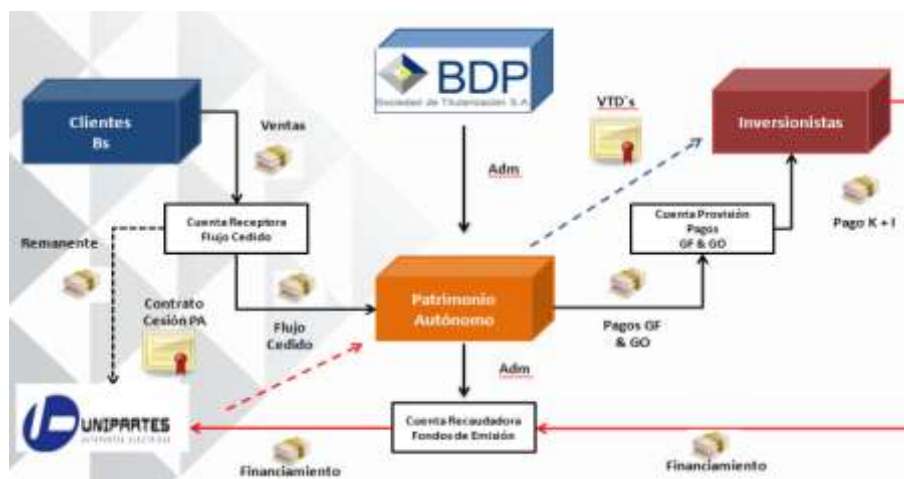 BDP
Sociedad de Titularización S.A.
VTD´s
Clientes
Bs
Ventas
Inversionistas
Adm
Cuenta Receptora
Flujo Cedido
Cuenta Provisión
Pagos
GF & GO
Pago K + I
Remanente
Contrato
Cesión PA
Flujo
Cedido
Patrimonio
Autónomo
Pagos GF
& GO
Adm
UNIPARTES
Cuenta Recaudadora
Fondos de Emisión
Financiamiento
Financiamiento